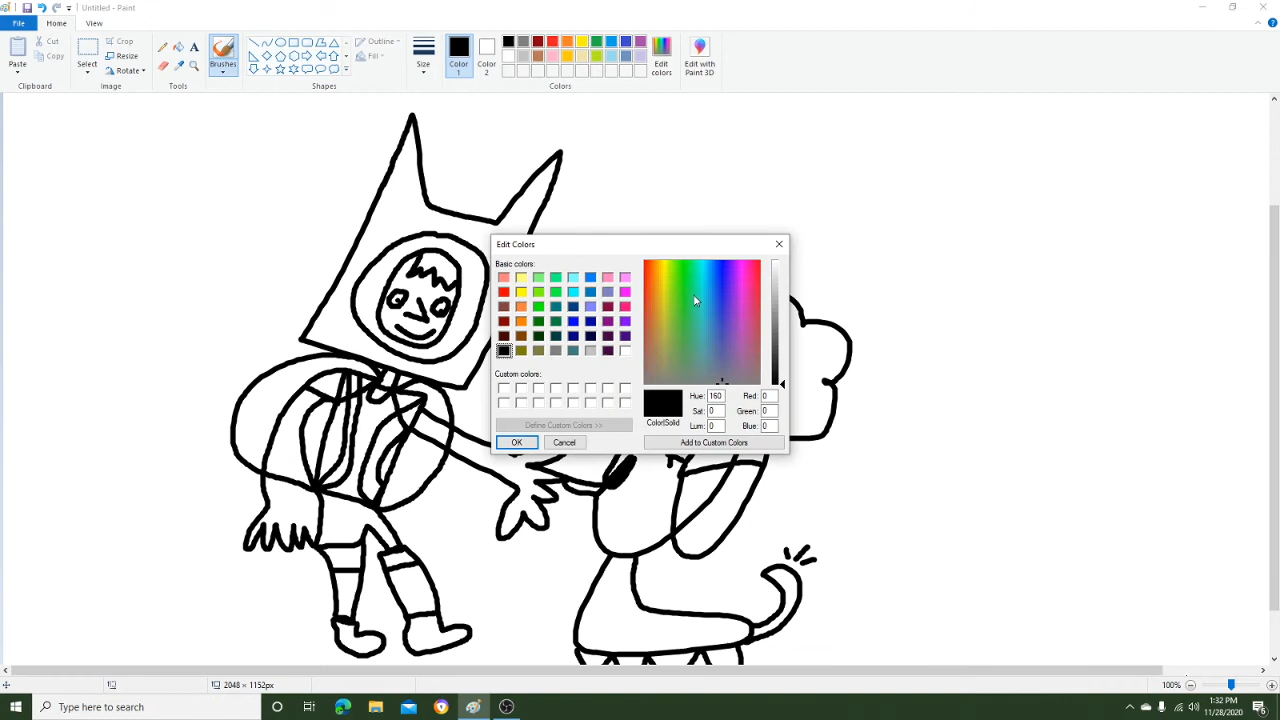 Untitled - Paint
File Home View
Paste
Cut
Copy
Clipboard
Select
Crop
Resize
Rotate
Image
A
Tools
Brushes
Outline
Fill
Shapes
Size
Color 1
Color 2
Edit colors
Colors
Edit with Paint 3D
Edit Colors
Basic colors:
Custom colors:
Define Custom Colors >>
OK Cancel
Color|Solid
Hue: 160
Sat: 0
Lum: 0
Red: 0
Green: 0
Blue: 0
Add to Custom Colors
2048 × 1152px
100%
Type here to search
1:32 PM
11/28/2020